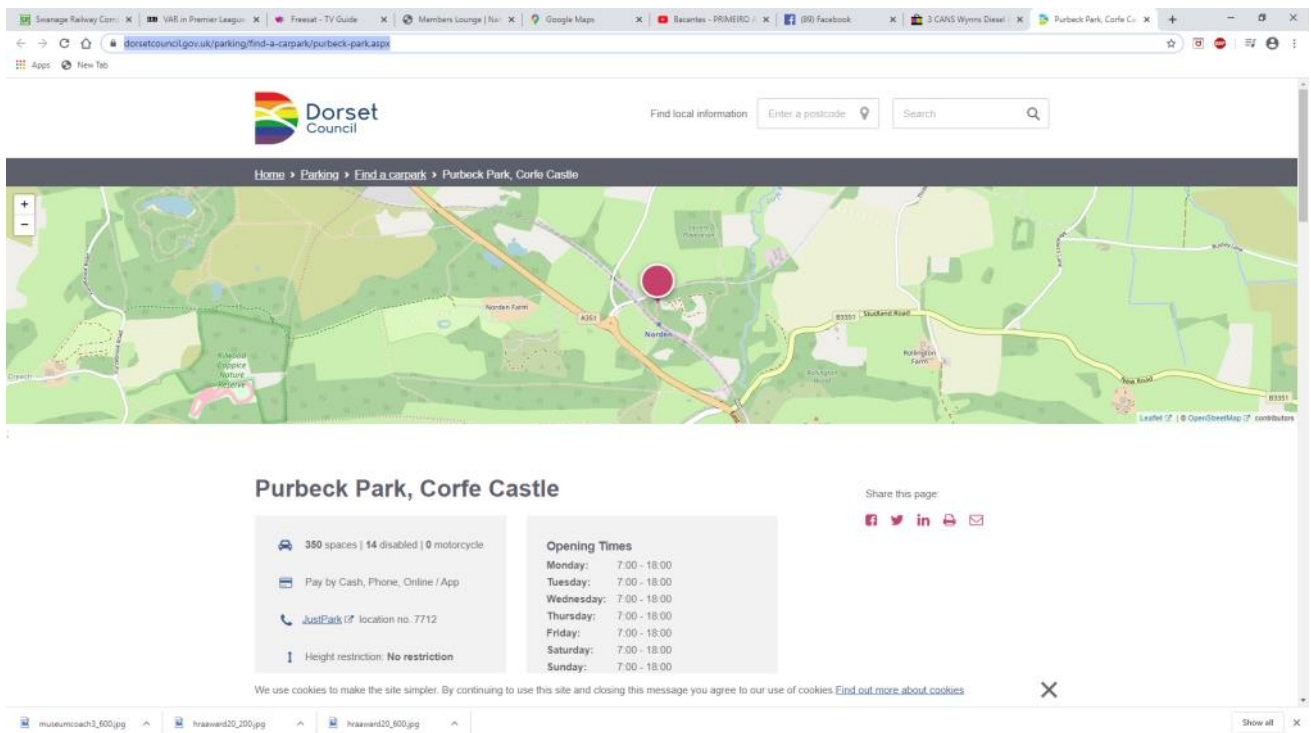 Swanage Railway Com
VAR in Premier League
Freesat - TV Guide
Members Lounge | Nat
Google Maps
Bacantes - PRIMEIRO A
(89) Facebook
3 CANS Wynns Diesel
Purbeck Park, Corfe Ca
dorsetcouncil.gov.uk/parking/find-a-carpark/purbeck-park.aspx
Apps New Tab
Dorset
Council
Find local information Enter a postcode Search
Home > Parking > Find a carpark > Purbeck Park, Corfe Castle
+
−
Norden Farm
A351
Norden
B3351 Studland Road
Rollington
Farm
Rollington
Wood
Bushey Lane
New Road
B3351
Creech
Coppice
Nature
Reserve
Leaflet | © OpenStreetMap contributors
Purbeck Park, Corfe Castle
Share this page:
350 spaces | 14 disabled | 0 motorcycle
Pay by Cash, Phone, Online / App
JustPark location no. 7712
Height restriction: No restriction
Opening Times
Monday: 7:00 - 18:00
Tuesday: 7:00 - 18:00
Wednesday: 7:00 - 18:00
Thursday: 7:00 - 18:00
Friday: 7:00 - 18:00
Saturday: 7:00 - 18:00
Sunday: 7:00 - 18:00
We use cookies to make the site simpler. By continuing to use this site and closing this message you agree to our use of cookies Find out more about cookies
museumcoach3_600.jpg
hraaward20_200.jpg
hraaward20_600.jpg
Show all